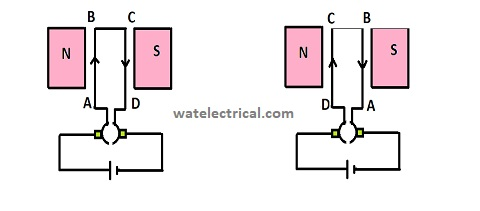 B C
N S
A D
watelectrical.com
C B
N S
D A